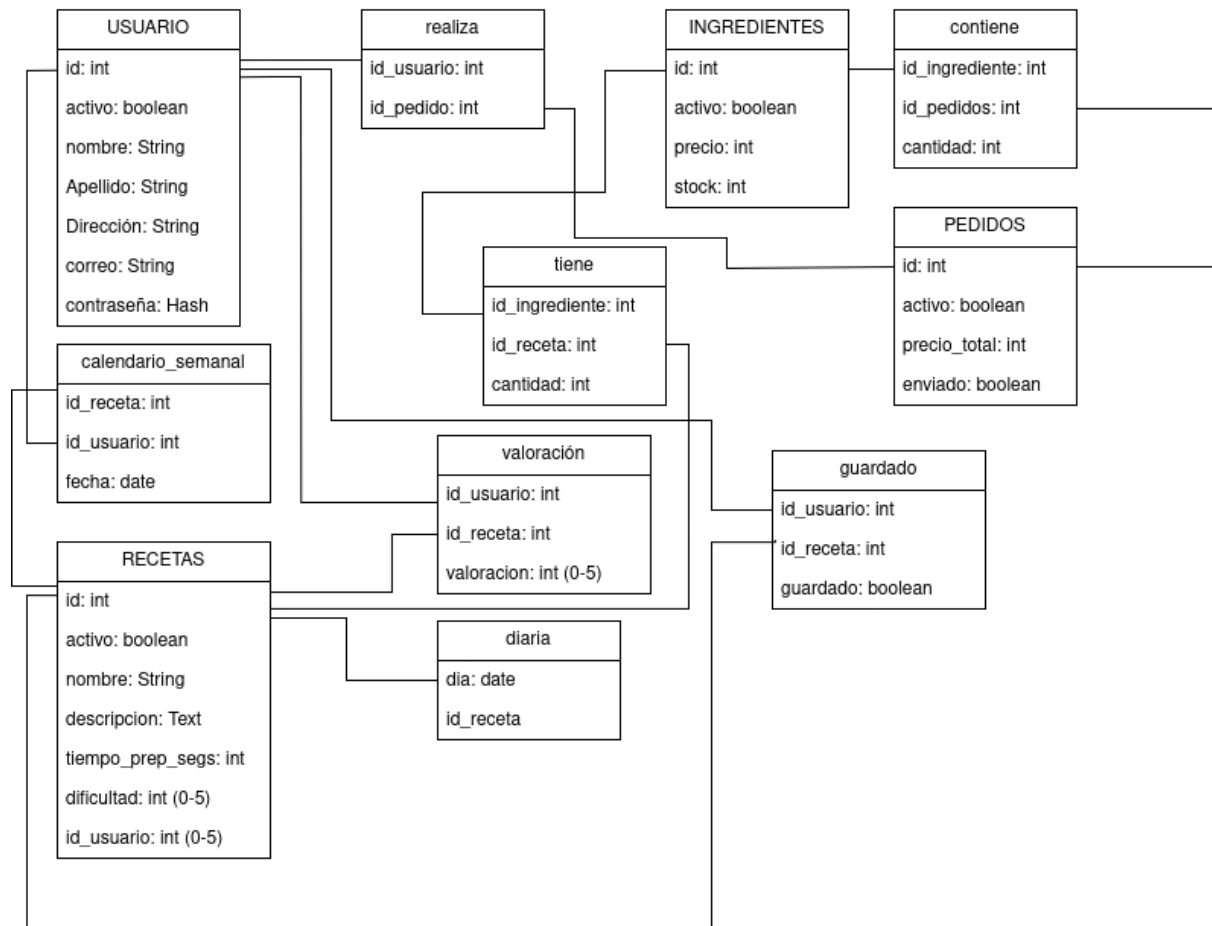 USUARIO
id: int
activo: boolean
nombre: String
Apellido: String
Dirección: String
correo: String
contraseña: Hash
realiza
id_usuario: int
id_pedido: int
INGREDIENTES
id: int
activo: boolean
precio: int
stock: int
contiene
id_ingrediente: int
id_pedidos: int
cantidad: int
PEDIDOS
id: int
activo: boolean
precio_total: int
enviado: boolean
tiene
id_ingrediente: int
id_receta: int
cantidad: int
calendario_semanal
id_receta: int
id_usuario: int
fecha: date
valoración
id_usuario: int
id_receta: int
valoracion: int (0-5)
guardado
id_usuario: int
id_receta: int
guardado: boolean
RECETAS
id: int
activo: boolean
nombre: String
descripcion: Text
tiempo_prep_segs: int
dificultad: int (0-5)
id_usuario: int (0-5)
diaria
dia: date
id_receta